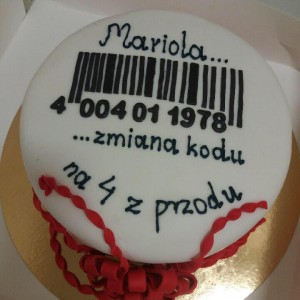 Mariola...
4 004 01 1978
...zmiana kodu
na 4 z przodu